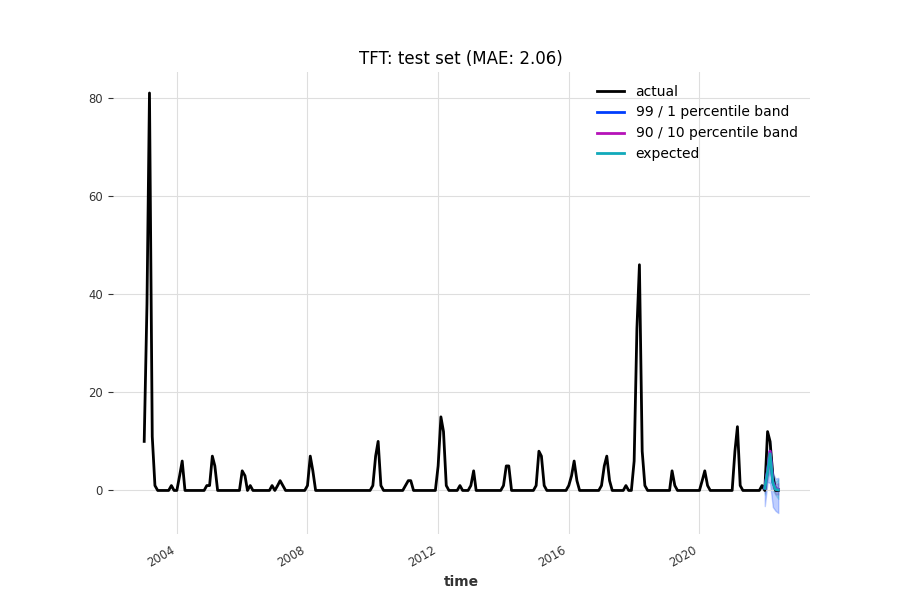 TFT: test set (MAE: 2.06)
actual
99 / 1 percentile band
90 / 10 percentile band
expected
80
60
40
20
0
2004
2008
2012
2016
2020
time